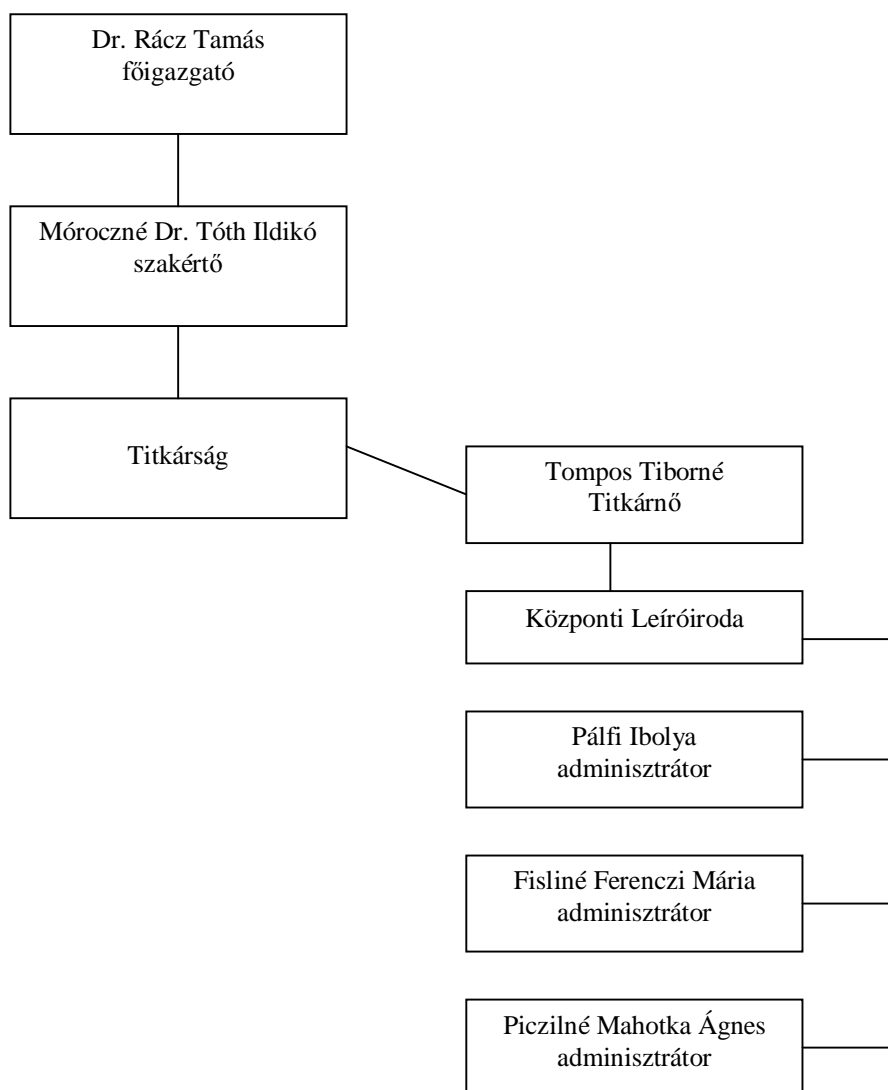 Dr. Rácz Tamás
főigazgató
Móroczné Dr. Tóth Ildikó
szakértő
Titkárság
Tompos Tiborné
Titkárnő
Központi Leíróiroda
Pálfi Ibolya
adminisztrátor
Fisliné Ferenczi Mária
adminisztrátor
Piczilné Mahotka Ágnes
adminisztrátor